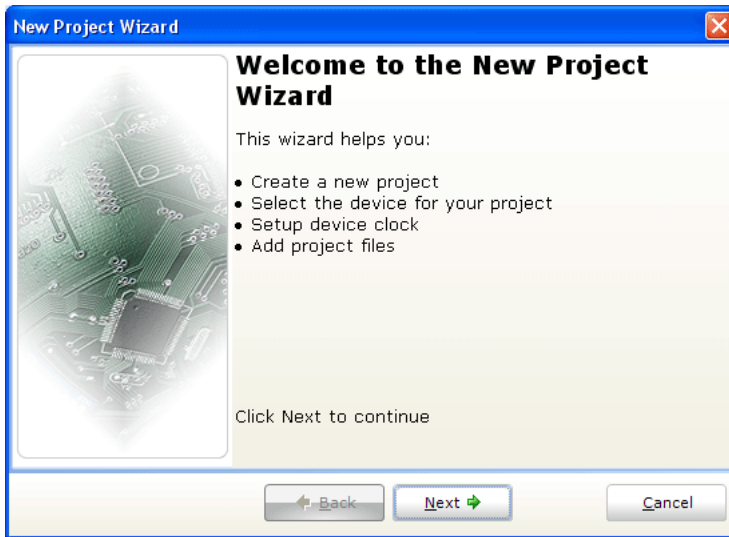 New Project Wizard
Welcome to the New Project
Wizard
This wizard helps you:
• Create a new project
• Select the device for your project
• Setup device clock
• Add project files
Click Next to continue
Back
Next
Cancel